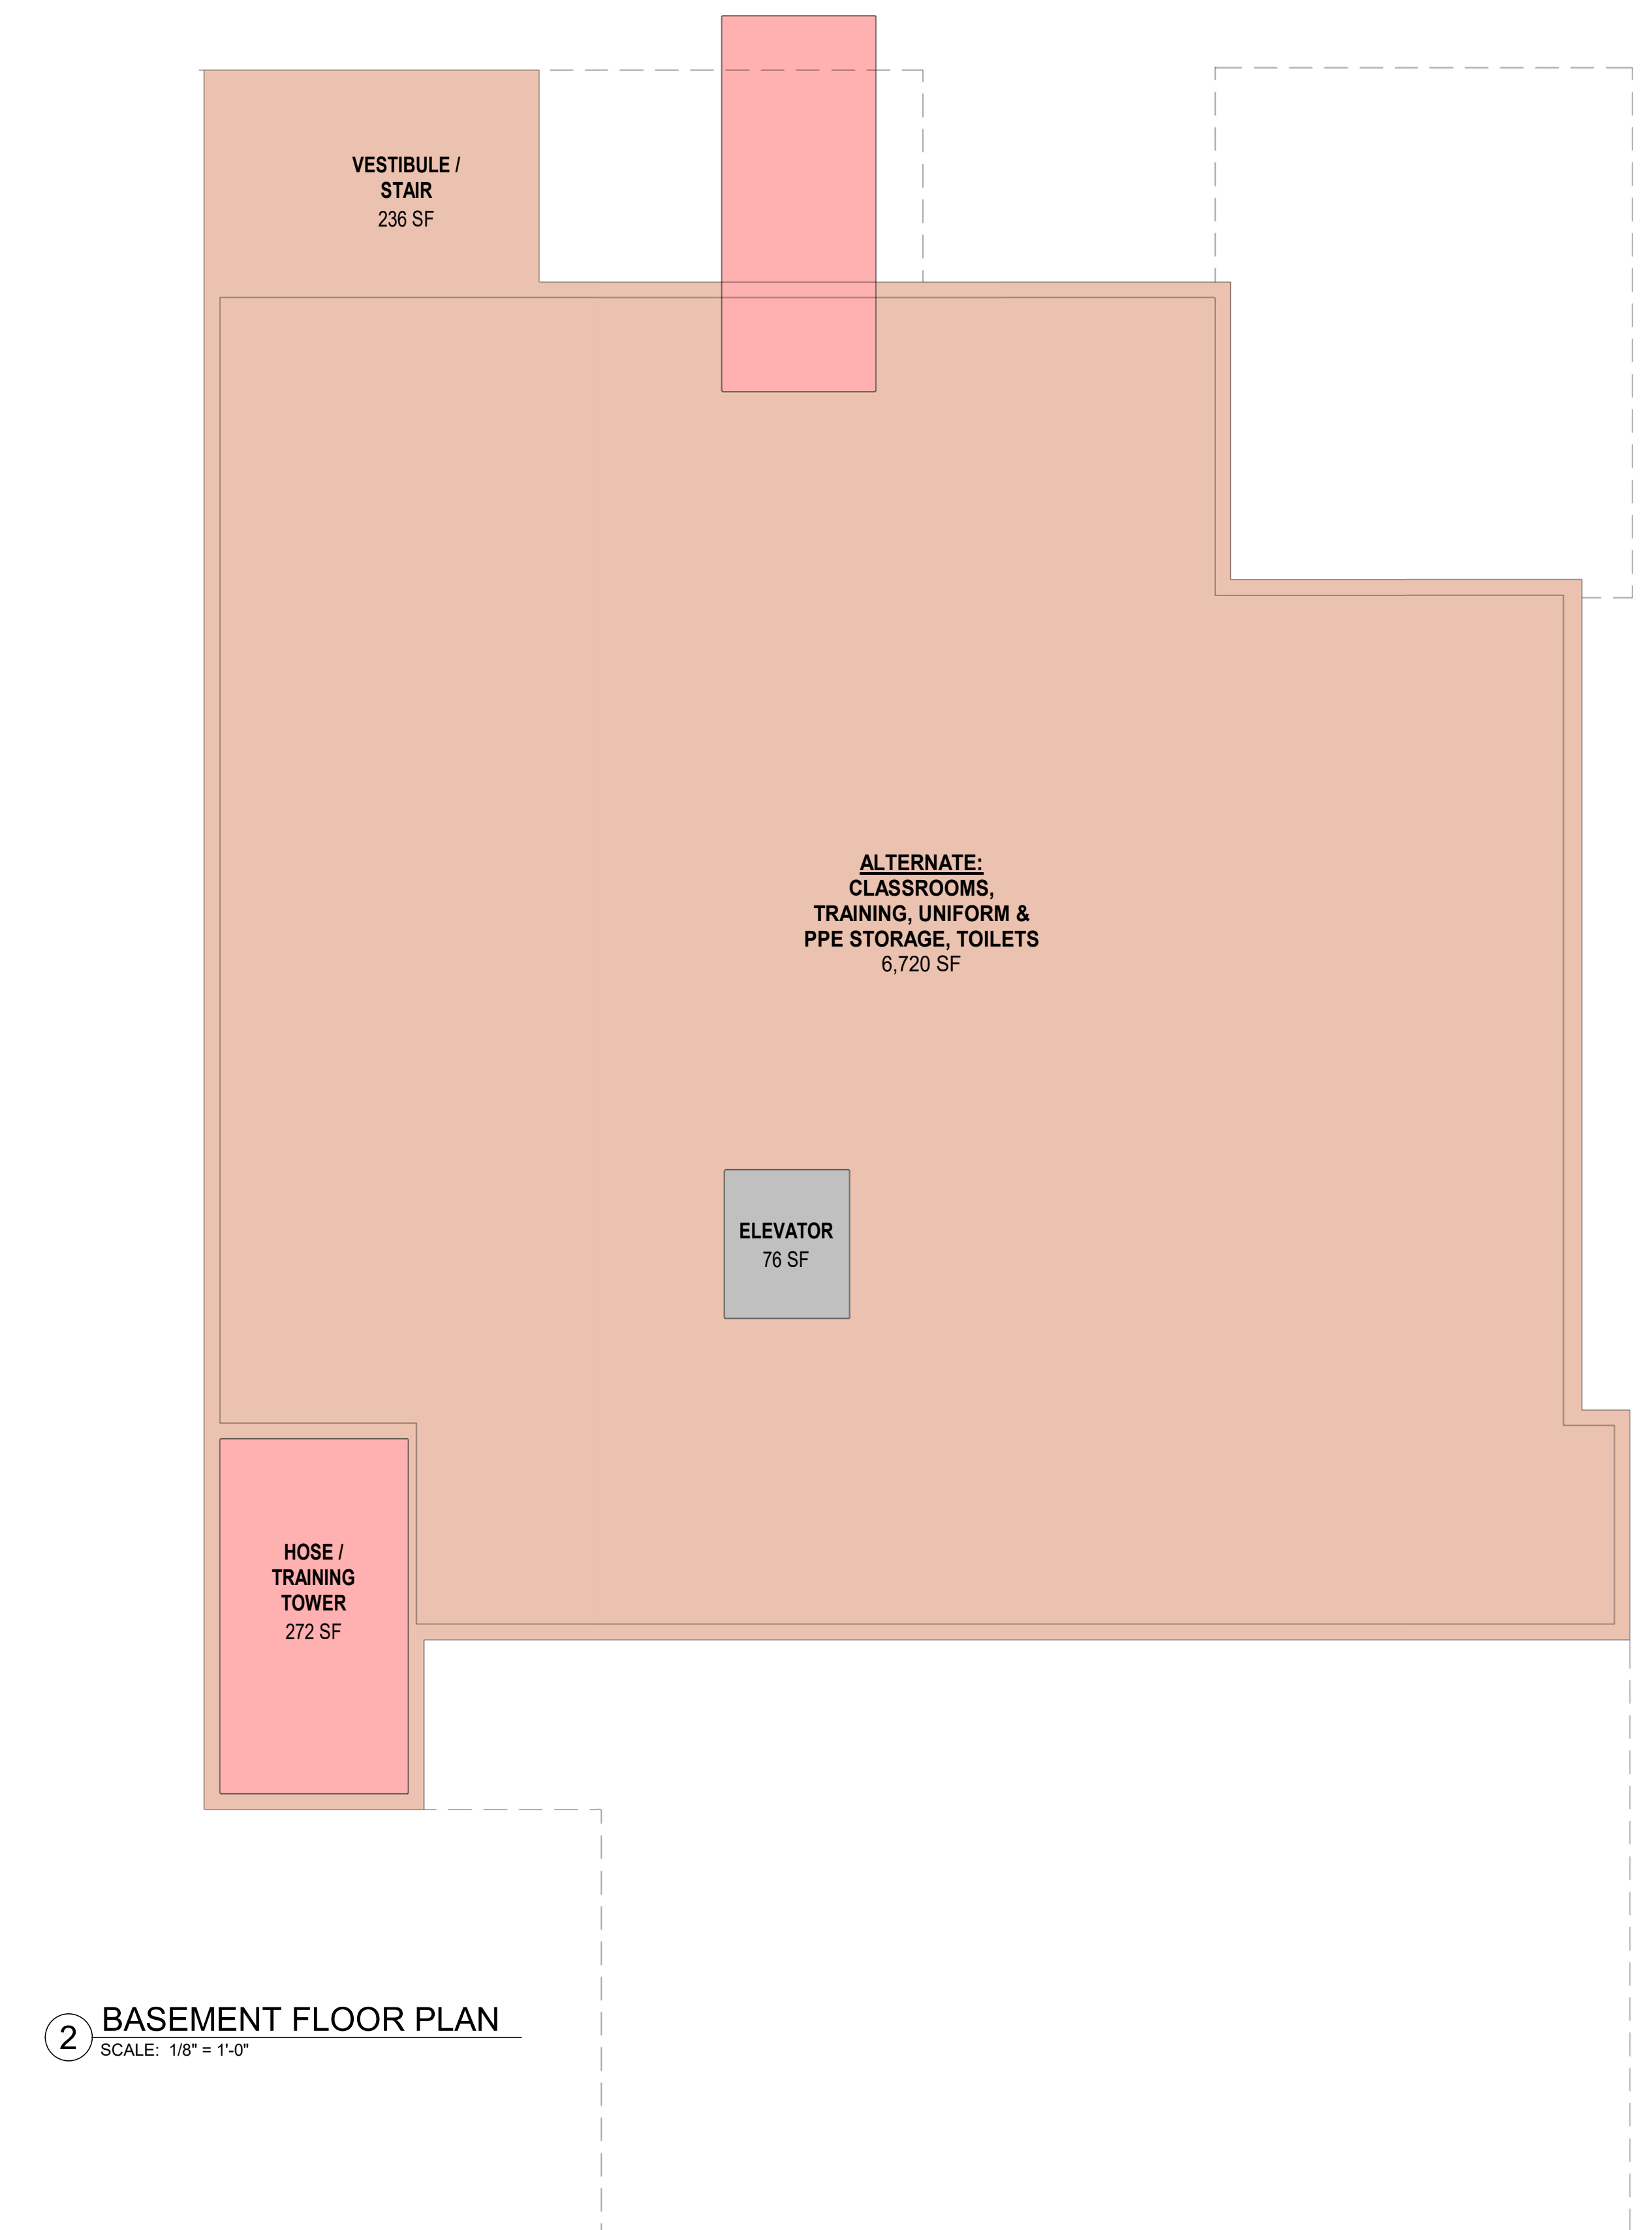 VESTIBULE /
STAIR
236 SF
ALTERNATE:
CLASSROOMS,
TRAINING, UNIFORM &
PPE STORAGE, TOILETS
6,720 SF
ELEVATOR
76 SF
HOSE /
TRAINING
TOWER
272 SF
2 BASEMENT FLOOR PLAN
SCALE: 1/8" = 1'-0"